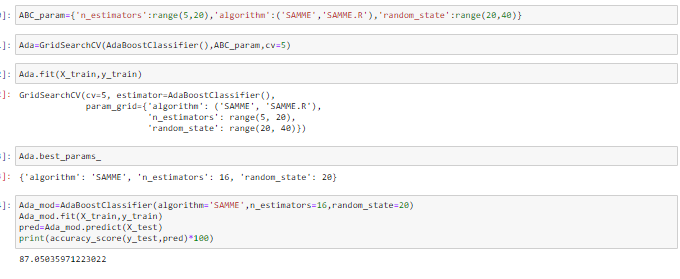 ]: ABC_param={'n_estimators':range(5,20),'algorithm':('SAMME','SAMME.R'),'random_state':range(20,40)}
]: Ada=GridSearchCV(AdaBoostClassifier(),ABC_param,cv=5)
]: Ada.fit(X_train,y_train)
]: GridSearchCV(cv=5, estimator=AdaBoostClassifier(),
param_grid={'algorithm': ('SAMME', 'SAMME.R'),
'n_estimators': range(5, 20),
'random_state': range(20, 40)})
]: Ada.best_params_
]: {'algorithm': 'SAMME', 'n_estimators': 16, 'random_state': 20}
]: Ada_mod=AdaBoostClassifier(algorithm='SAMME',n_estimators=16,random_state=20)
Ada_mod.fit(X_train,y_train)
pred=Ada_mod.predict(X_test)
print(accuracy_score(y_test,pred)*100)
87.05035971223022